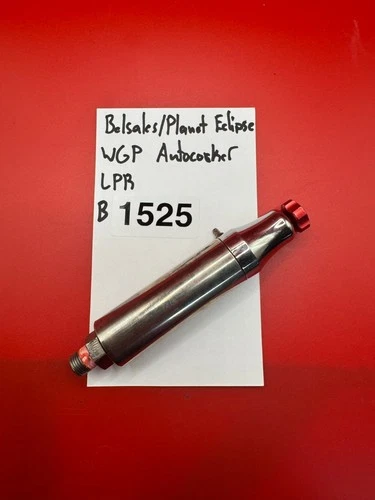 Belsales/Planet Eclipse
WGP Autococker
LPR
B 1525